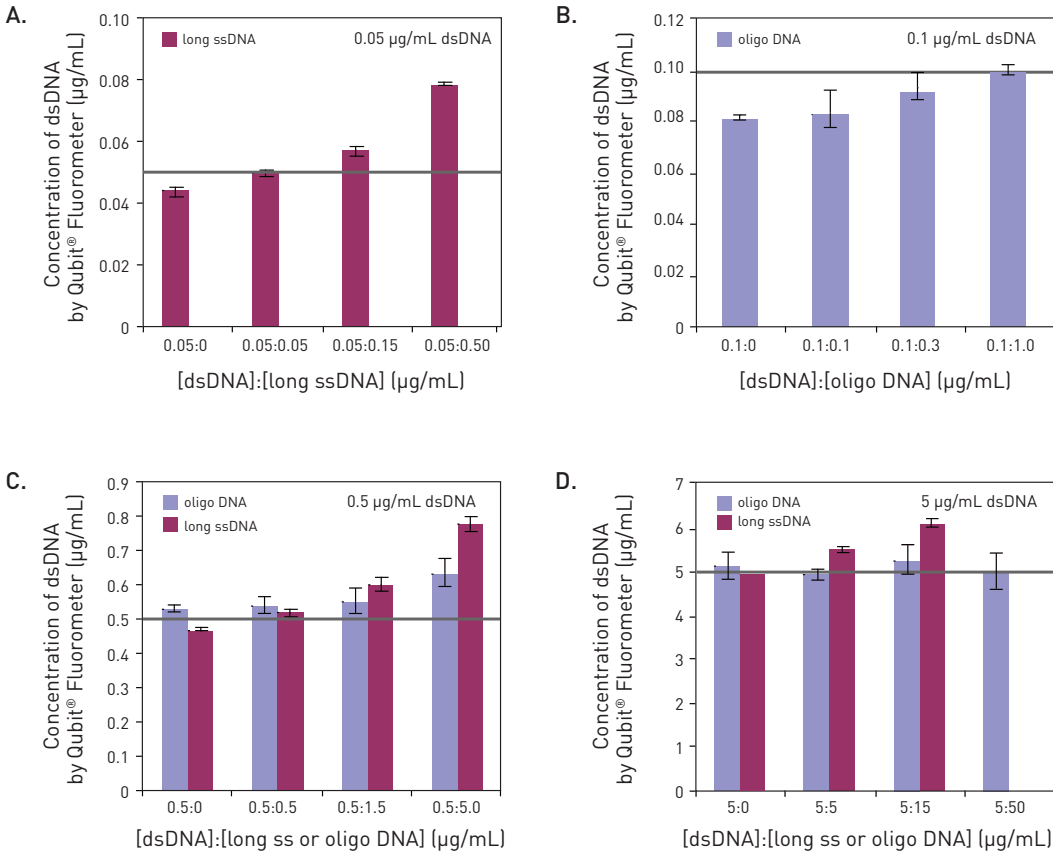 A.
long ssDNA
0.05 µg/mL dsDNA
Concentration of dsDNA
by Qubit® Fluorometer (µg/mL)
0.10
0.08
0.06
0.04
0.02
0
0.05:0 0.05:0.05 0.05:0.15 0.05:0.50
[dsDNA]:[long ssDNA] (µg/mL)
B.
oligo DNA
0.1 µg/mL dsDNA
Concentration of dsDNA
by Qubit® Fluorometer (µg/mL)
0.12
0.10
0.08
0.06
0.04
0.02
0
0.1:0 0.1:0.1 0.1:0.3 0.1:1.0
[dsDNA]:[oligo DNA] (µg/mL)
C.
oligo DNA
long ssDNA
0.5 µg/mL dsDNA
Concentration of dsDNA
by Qubit® Fluorometer (µg/mL)
0.9
0.8
0.7
0.6
0.5
0.4
0.3
0.2
0.1
0
0.5:0 0.5:0.5 0.5:1.5 0.5:5.0
[dsDNA]:[long ss or oligo DNA] (µg/mL)
D.
oligo DNA
long ssDNA
5 µg/mL dsDNA
Concentration of dsDNA
by Qubit® Fluorometer (µg/mL)
7
6
5
4
3
2
1
0
5:0 5:5 5:15 5:50
[dsDNA]:[long ss or oligo DNA] (µg/mL)